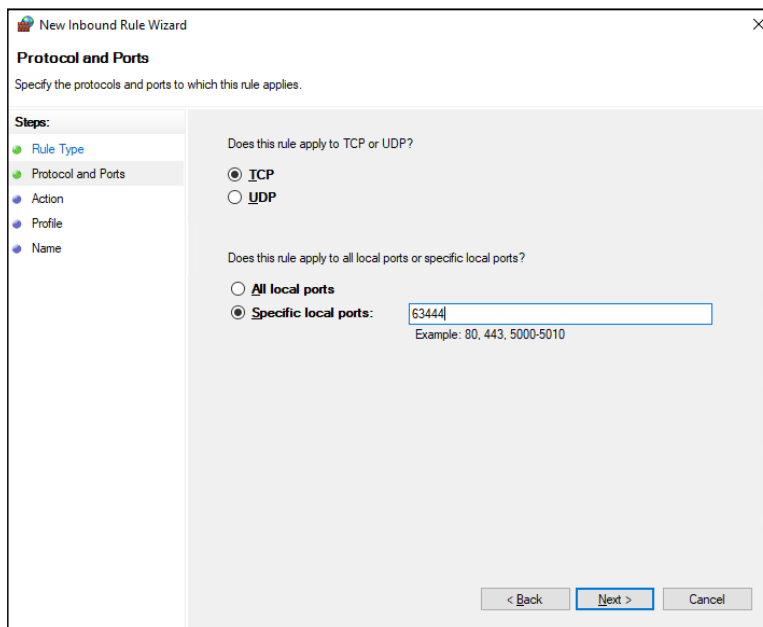 New Inbound Rule Wizard
Protocol and Ports
Specify the protocols and ports to which this rule applies.
Steps:
Rule Type
Protocol and Ports
Action
Profile
Name
Does this rule apply to TCP or UDP?
TCP
UDP
Does this rule apply to all local ports or specific local ports?
All local ports
Specific local ports: 63444
Example: 80, 443, 5000-5010
< Back Next > Cancel